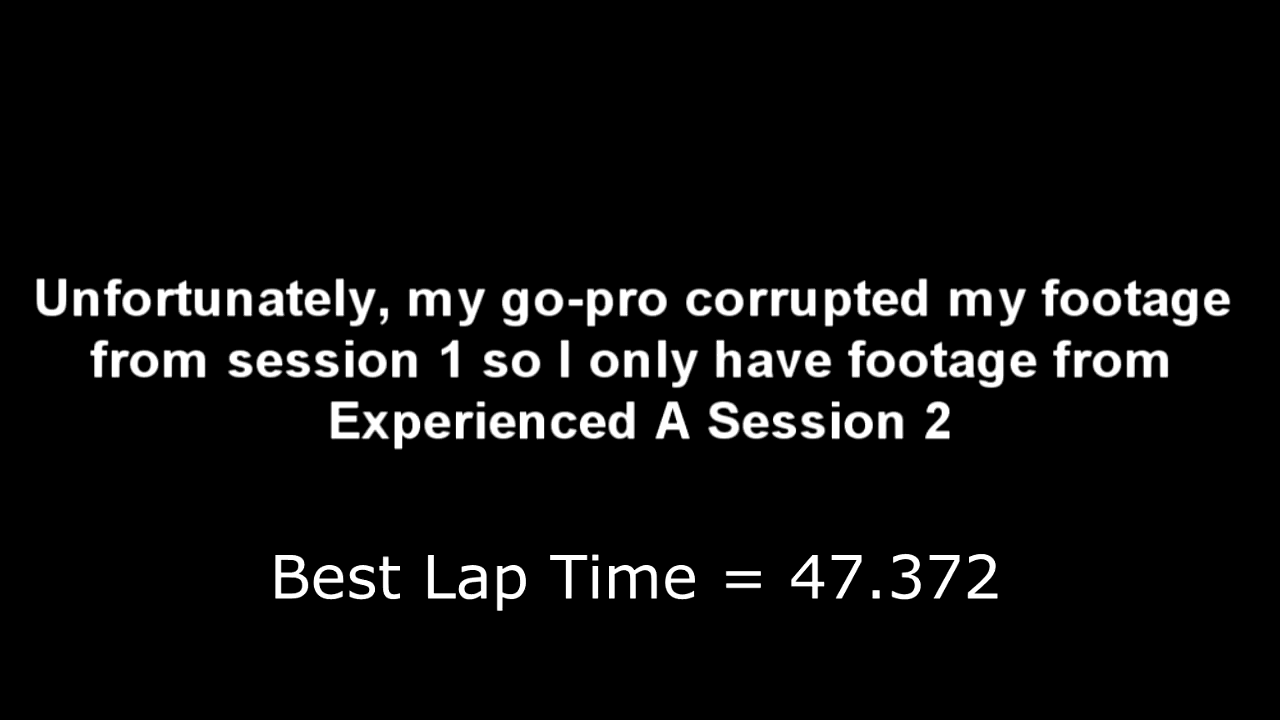 Unfortunately, my go-pro corrupted my footage
from session 1 so I only have footage from
Experienced A Session 2
Best Lap Time = 47.372